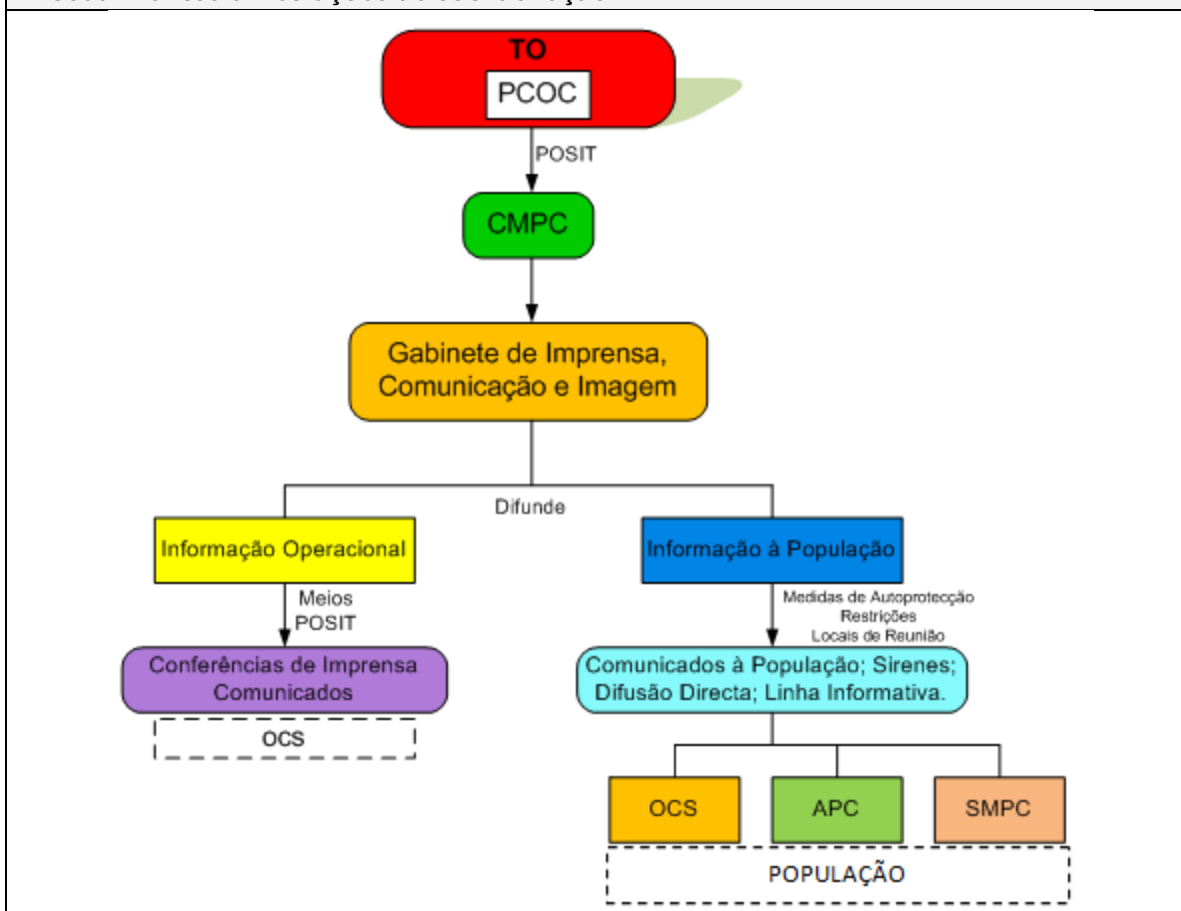 TO
PCOC
POSIT
CMPC
Gabinete de Imprensa,
Comunicação e Imagem
Difunde
Informação Operacional
Informação à População
Meios
POSIT
Medidas de Autoprotecção
Restrições
Locais de Reunião
Conferências de Imprensa
Comunicados
Comunicados à População; Sirenes;
Difusão Directa; Linha Informativa.
OCS
OCS
APC
SMPC
POPULAÇÃO